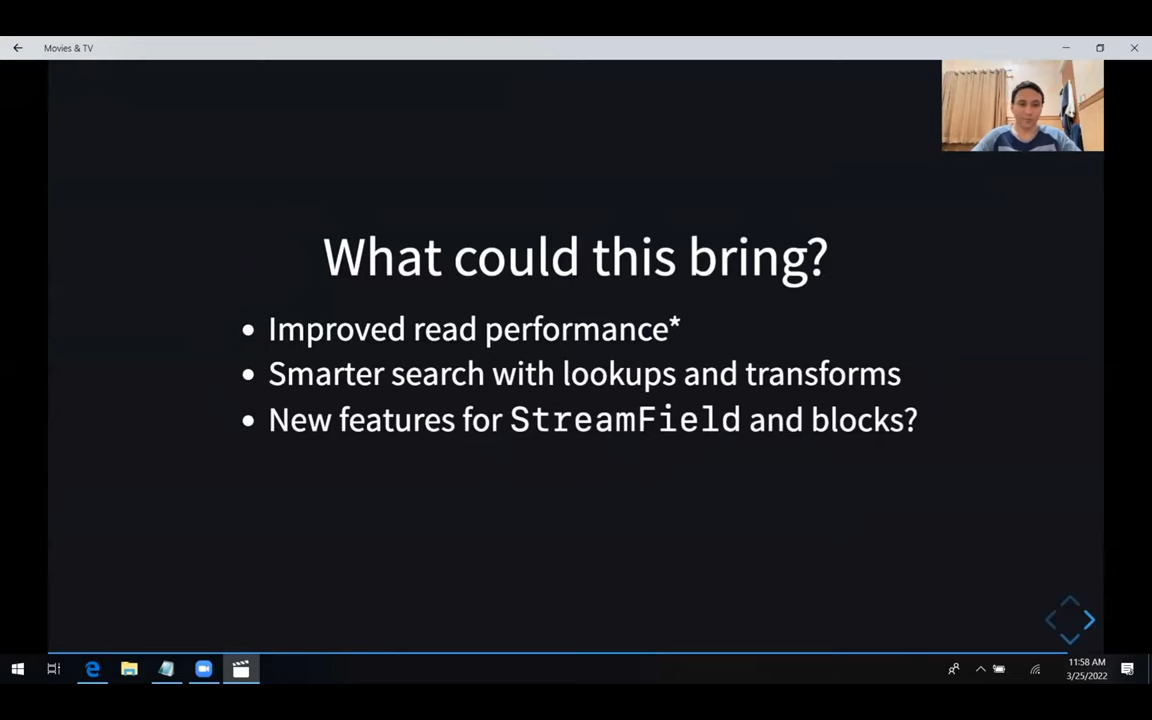 Movies & TV
What could this bring?
• Improved read performance*
• Smarter search with lookups and transforms
• New features for StreamField and blocks?
11:58 AM
3/25/2022